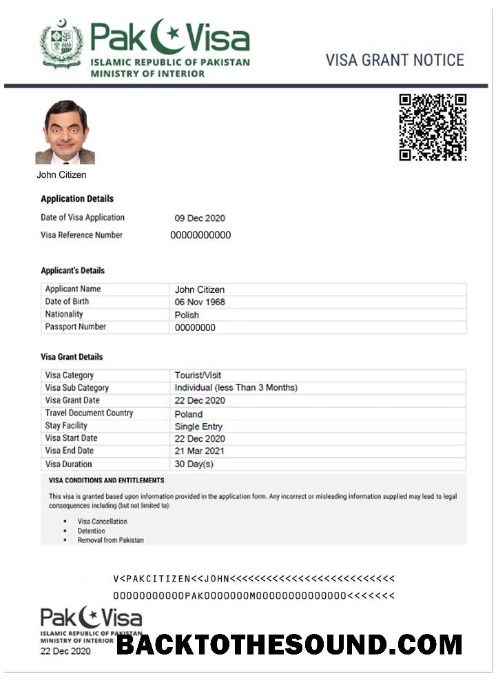 Pak Visa
ISLAMIC REPUBLIC OF PAKISTAN
MINISTRY OF INTERIOR
VISA GRANT NOTICE
John Citizen
Application Details
Date of Visa Application 09 Dec 2020
Visa Reference Number 00000000000
Applicant's Details
Applicant Name John Citizen
Date of Birth 06 Nov 1968
Nationality Polish
Passport Number 00000000
Visa Grant Details
Visa Category Tourist/Visit
Visa Sub Category Individual (less Than 3 Months)
Visa Grant Date 22 Dec 2020
Travel Document Country Poland
Stay Facility Single Entry
Visa Start Date 22 Dec 2020
Visa End Date 21 Mar 2021
Visa Duration 30 Day(s)
VISA CONDITIONS AND ENTITLEMENTS
This visa is granted based upon information provided in the application form. Any incorrect or misleading information supplied may lead to legal
consequences including (but not limited to):
• Visa Cancellation
• Detention
• Removal from Pakistan
V<PAKCITIZEN<<JOHN<<<<<<<<<<<<<<<<<<<<<<<<<<
00000000000PAK0000000M00000000000000<<<<<<<
Pak Visa
ISLAMIC REPUBLIC OF PAKISTAN
MINISTRY OF INTERIOR
22 Dec 2020
BACKTOTHESOUND.COM